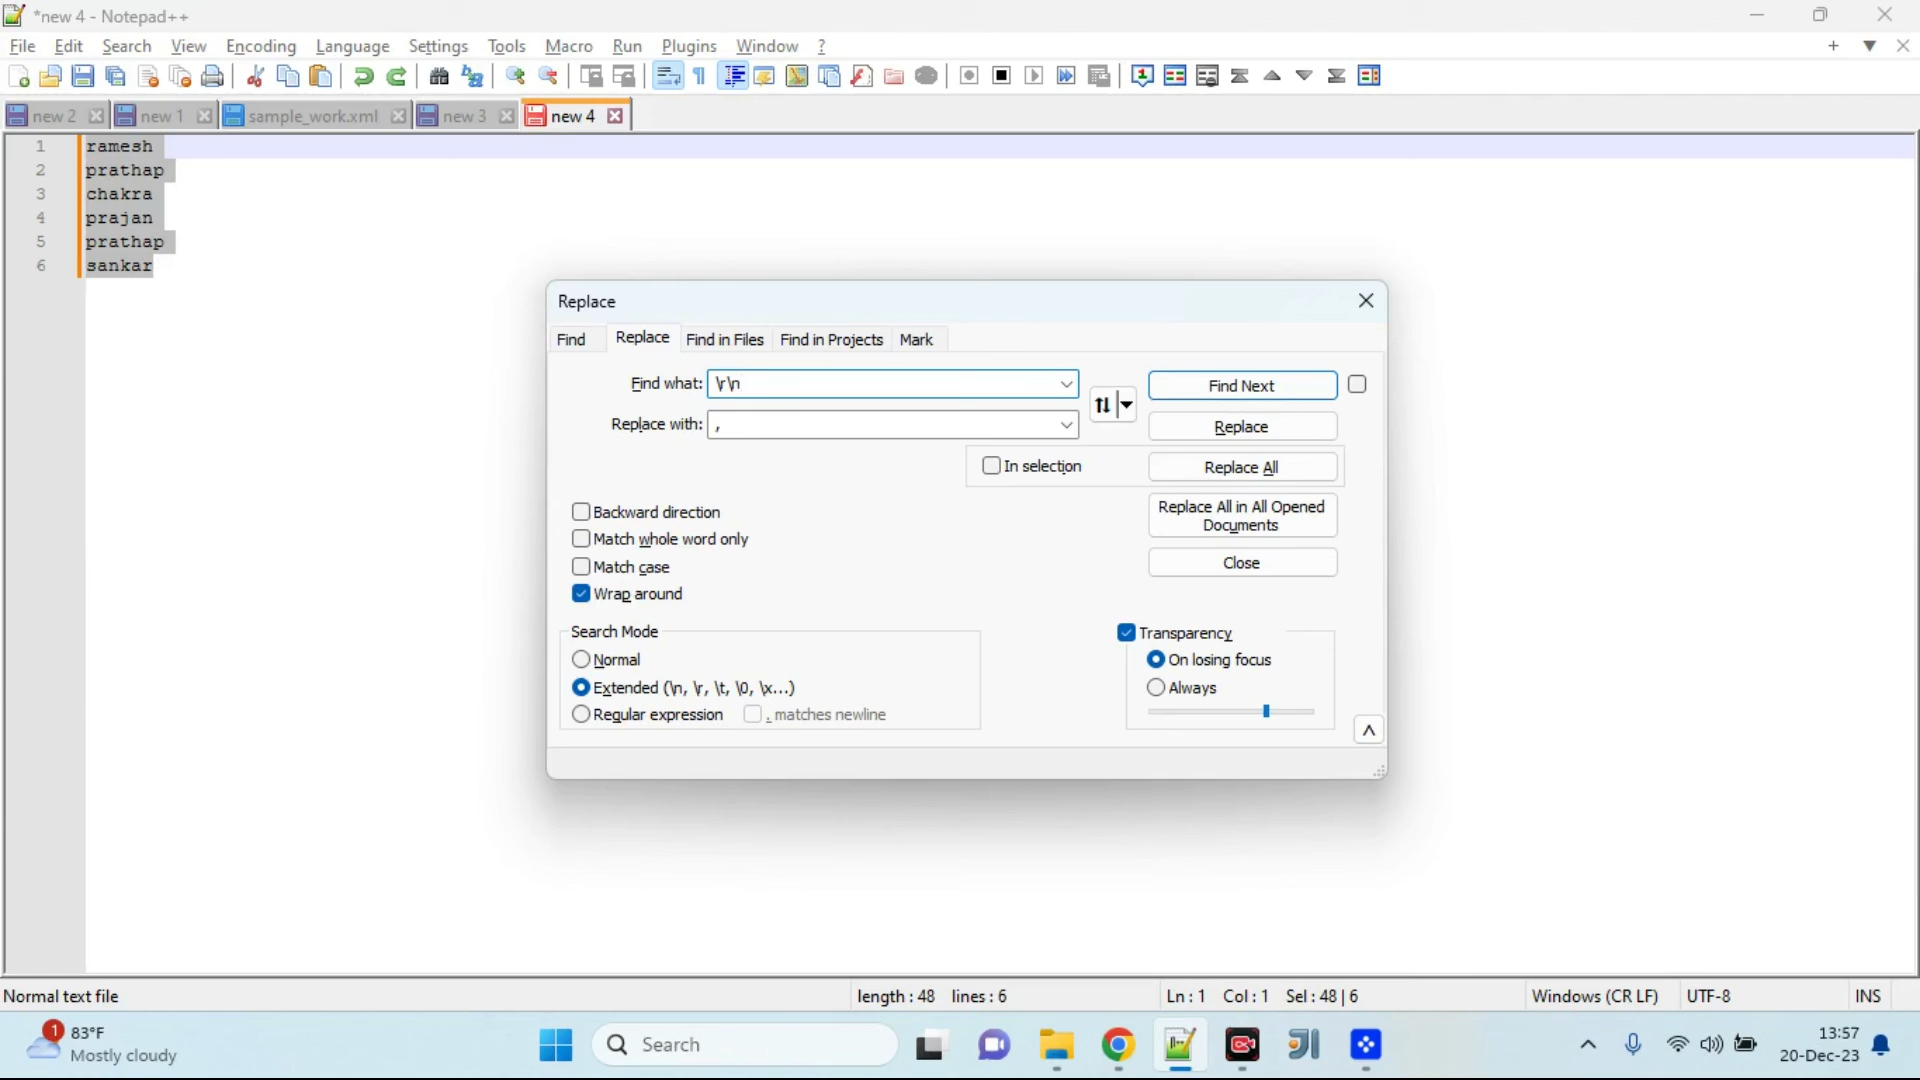 *new 4 - Notepad++
File Edit Search View Encoding Language Settings Tools Macro Run Plugins Window ?
new 2 new 1 sample_work.xml new 3 new 4
1 ramesh
2 prathap
3 chakra
4 prajan
5 prathap
6 sankar
Replace
Find Replace Find in Files Find in Projects Mark
Find what: \r\n Find Next
Replace with: , Replace
In selection Replace All
Backward direction
Replace All in All Opened
Documents
Match whole word only
Match case
Close
Wrap around
Search Mode
Normal
Extended (\n, \r, \t, \0, \x...)
Regular expression . matches newline
Transparency
On losing focus
Always
Normal text file length : 48 lines : 6 Ln : 1 Col : 1 Sel : 48 | 6 Windows (CR LF) UTF-8 INS
1 83°F
Mostly cloudy
Search
13:57
20-Dec-23